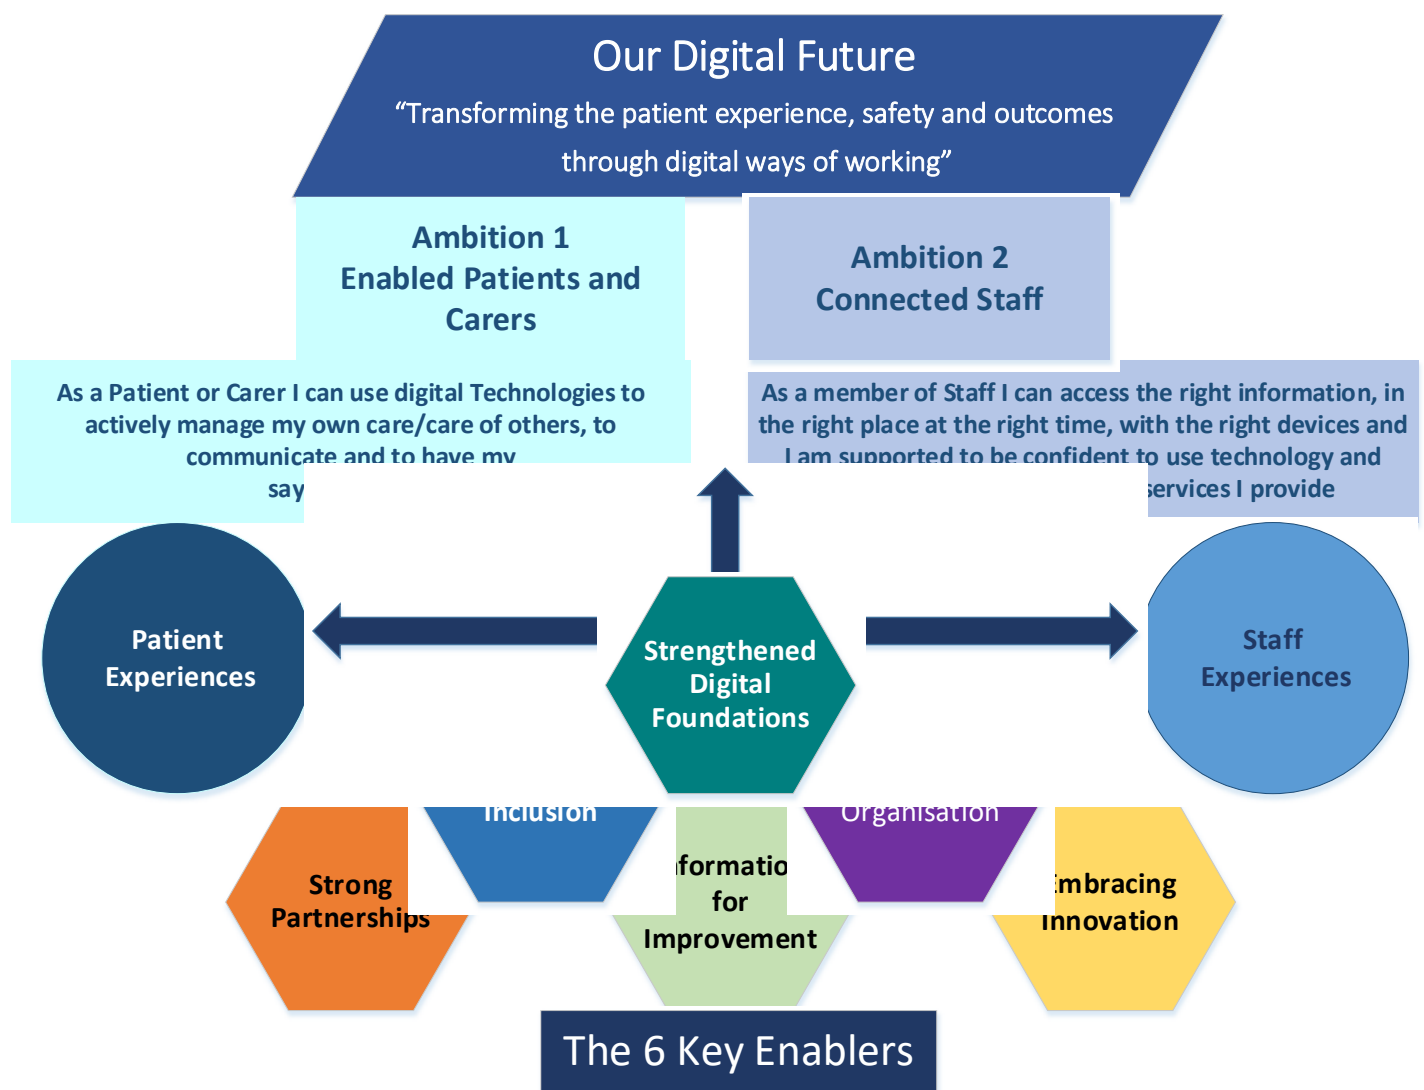 Our Digital Future
“Transforming the patient experience, safety and outcomes
through digital ways of working”
Ambition 1
Enabled Patients and
Carers
Ambition 2
Connected Staff
As a Patient or Carer I can use digital Technologies to
actively manage my own care/care of others, to
communicate and to have my
say
As a member of Staff I can access the right information, in
the right place at the right time, with the right devices and
I am supported to be confident to use technology and
services I provide
Patient
Experiences
Strengthened
Digital
Foundations
Staff
Experiences
Inclusion
Organisation
Strong
Partnerships
for
Improvement
Embracing
Innovation
The 6 Key Enablers